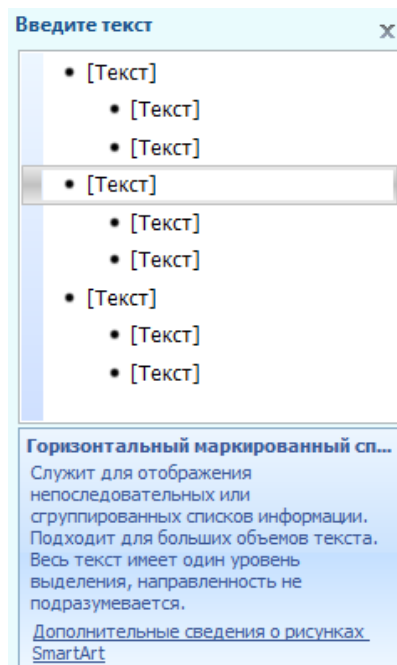 Введите текст
• [Текст]
• [Текст]
• [Текст]
• [Текст]
• [Текст]
• [Текст]
• [Текст]
• [Текст]
• [Текст]
Горизонтальный маркированный сп...
Служит для отображения
непоследовательных или
сгруппированных списков информации.
Подходит для больших объемов текста.
Весь текст имеет один уровень
выделения, направленность не
подразумевается.
Дополнительные сведения о рисунках
SmartArt